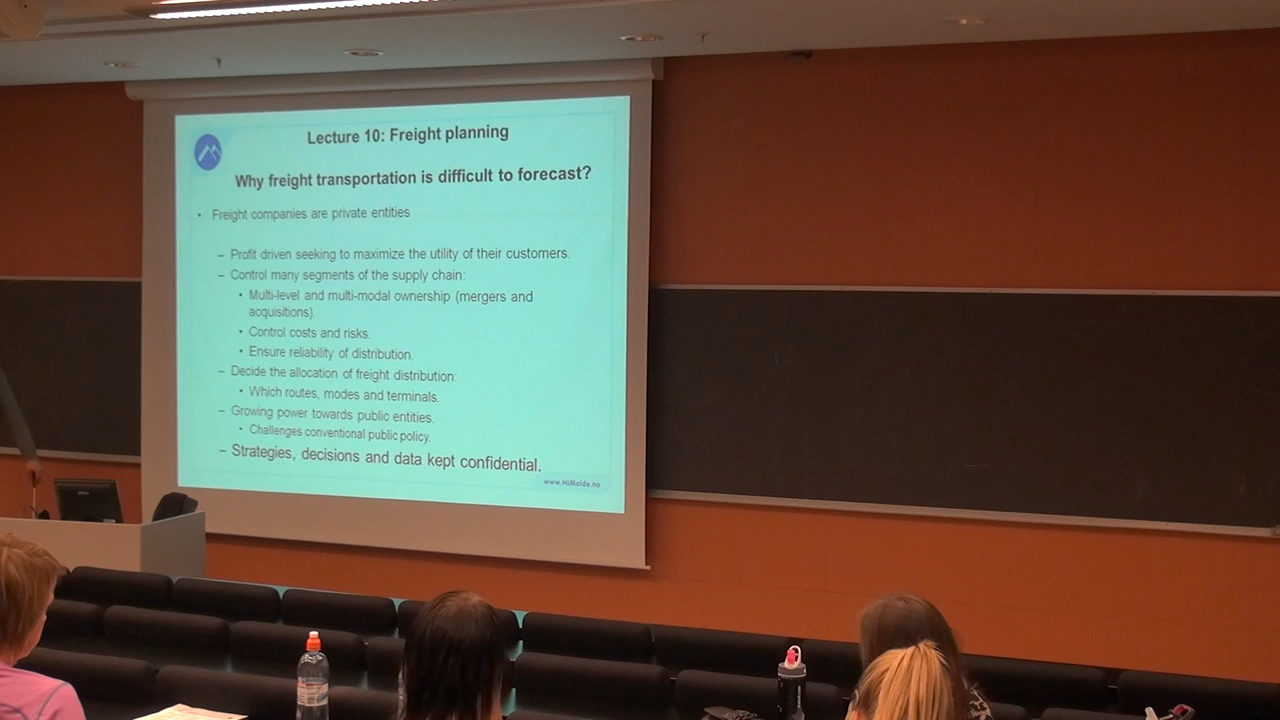 Lecture 10: Freight planning
Why freight transportation is difficult to forecast?
• Freight companies are private entities
– Profit driven seeking to maximize the utility of their customers.
– Control many segments of the supply chain:
• Multi-level and multi-modal ownership (mergers and
acquisitions).
• Control costs and risks.
• Ensure reliability of distribution.
– Decide the allocation of freight distribution:
• Which routes, modes and terminals.
– Growing power towards public entities.
• Challenges conventional public policy.
– Strategies, decisions and data kept confidential.
www.HiMolde.no